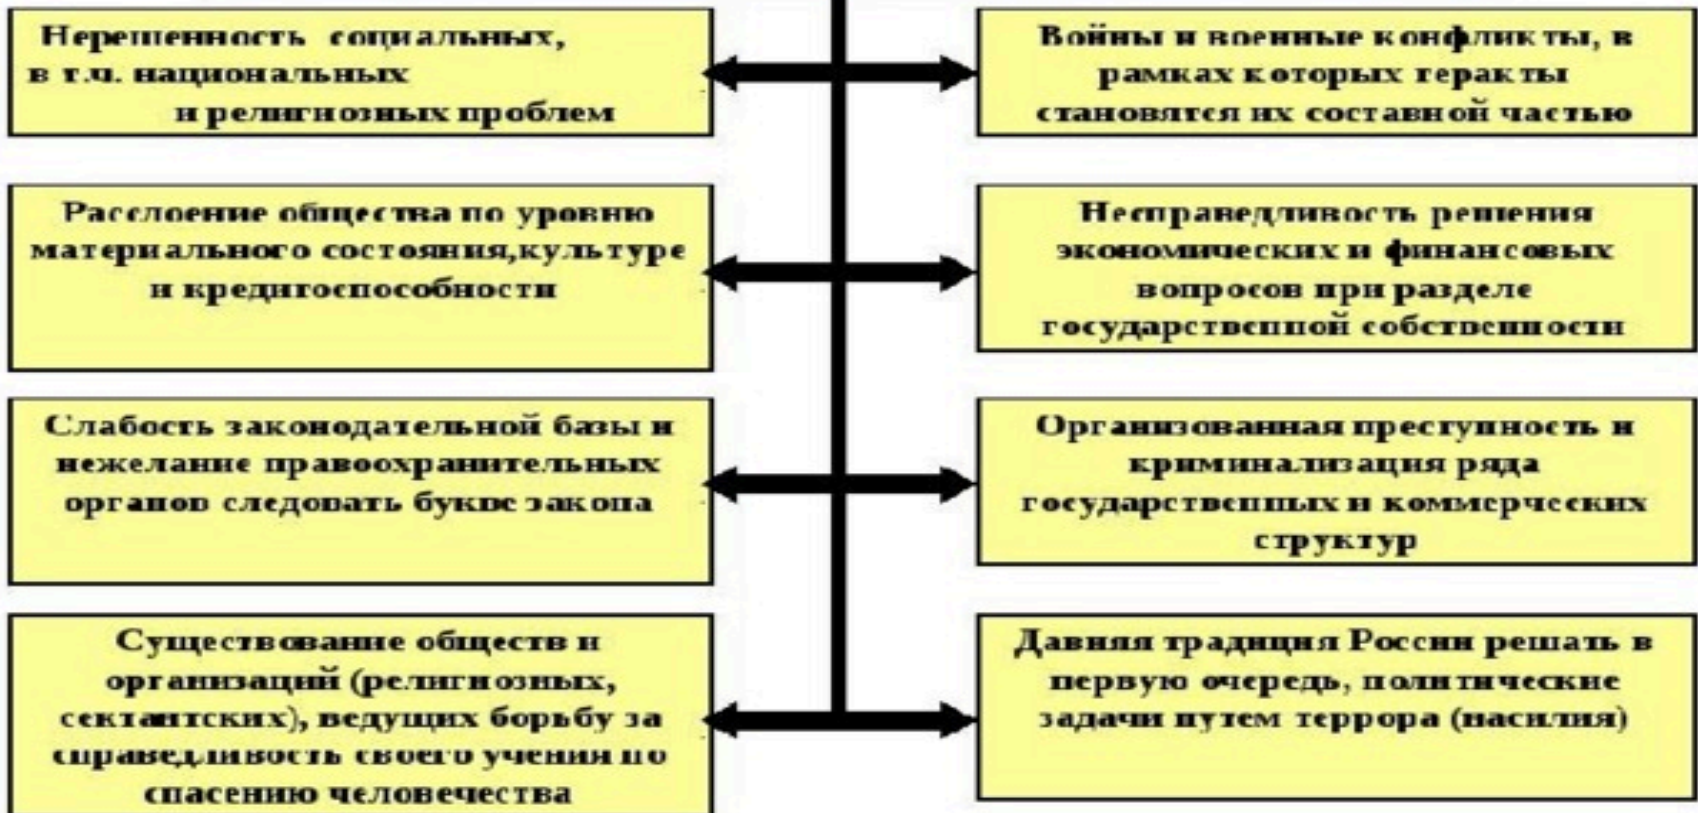 Нерешенность социальных,
в т.ч. национальных
и религиозных проблем
Войны и военные конфликты, в
рамках которых теракты
становятся их составной частью
Расслоение общества по уровню
материального состояния,культуре
и кредитоспособности
Несправедливость решения
экономических и финансовых
вопросов при разделе
государственной собственности
Слабость законодательной базы и
нежелание правоохранительных
органов следовать букве закона
Организованная преступность и
криминализация ряда
государственных и коммерческих
структур
Существование обществ и
организаций (религиозных,
сектантских), ведущих борьбу за
справедливость своего учения по
спасению человечества
Давняя традиция России решать в
первую очередь, политические
задачи путем террора (насилия)